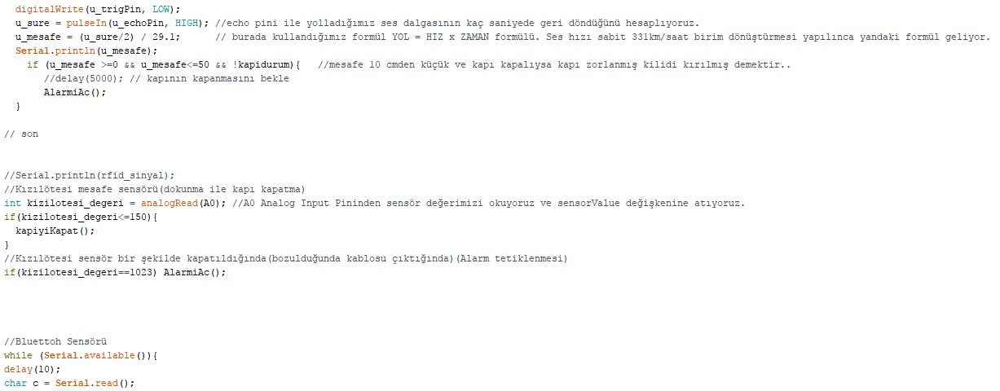 digitalWrite(u_trigPin, LOW);
u_sure = pulseIn(u_echoPin, HIGH); //echo pini ile yolladığımız ses dalgasının kaç saniyede geri döndüğünü hesaplıyoruz.
u_mesafe = (u_sure/2) / 29.1; // burada kullandığımız formül YOL = HIZ x ZAMAN formülü. Ses hızı sabit 331km/saat birim dönüştürmesi yapılınca yandaki formül geliyor.
Serial.println(u_mesafe);
if (u_mesafe >=0 && u_mesafe<=50 && !kapidurum){ //mesafe 10 cmden küçük ve kapı kapalıysa kapı zorlanmış kilidi kırılmış demektir..
//delay(5000); // kapının kapanmasını bekle
AlarmiAc();
}
// son
//Serial.println(rfid_sinyal);
//Kızılötesi mesafe sensörü(dokunma ile kapı kapatma)
int kizilotesi_degeri = analogRead(A0); //A0 Analog Input Pininden sensör değerimizi okuyoruz ve sensorValue değişkenine atıyoruz.
if(kizilotesi_degeri<=150){
kapiyiKapat();
}
//Kızılötesi sensör bir şekilde kapatıldığında(bozulduğunda kablosu çıktığında)(Alarm tetiklenmesi)
if(kizilotesi_degeri==1023) AlarmiAc();
//Bluettoh Sensörü
while (Serial.available()){
delay(10);
char c = Serial.read();